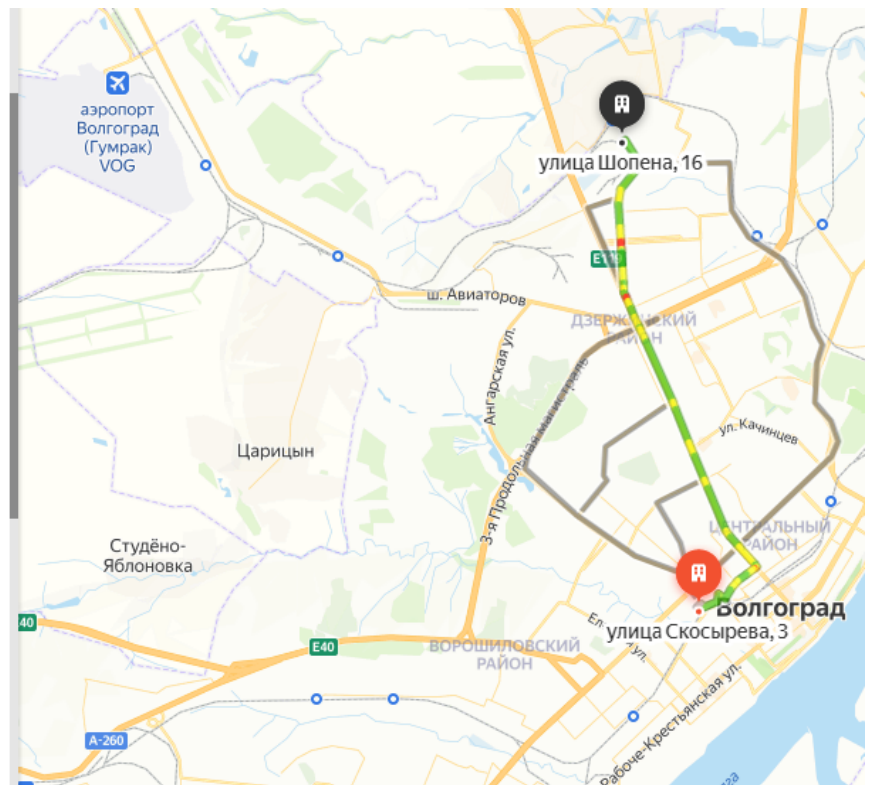 аэропорт
Волгоград
(Гумрак)
VOG
улица Шопена, 16
E119
ш. Авиаторов
ДЗЕРЖИНСКИЙ
РАЙОН
Ангарская ул.
3-я Продольная магистраль
ул. Качинцев
Царицын
ЦЕНТРАЛЬНЫЙ
РАЙОН
Студёно-
Яблоновка
Волгоград
40
улица Скосырева, 3
E40
ВОРОШИЛОВСКИЙ
РАЙОН
ул.
Рабоче-Крестьянская ул.
А-260